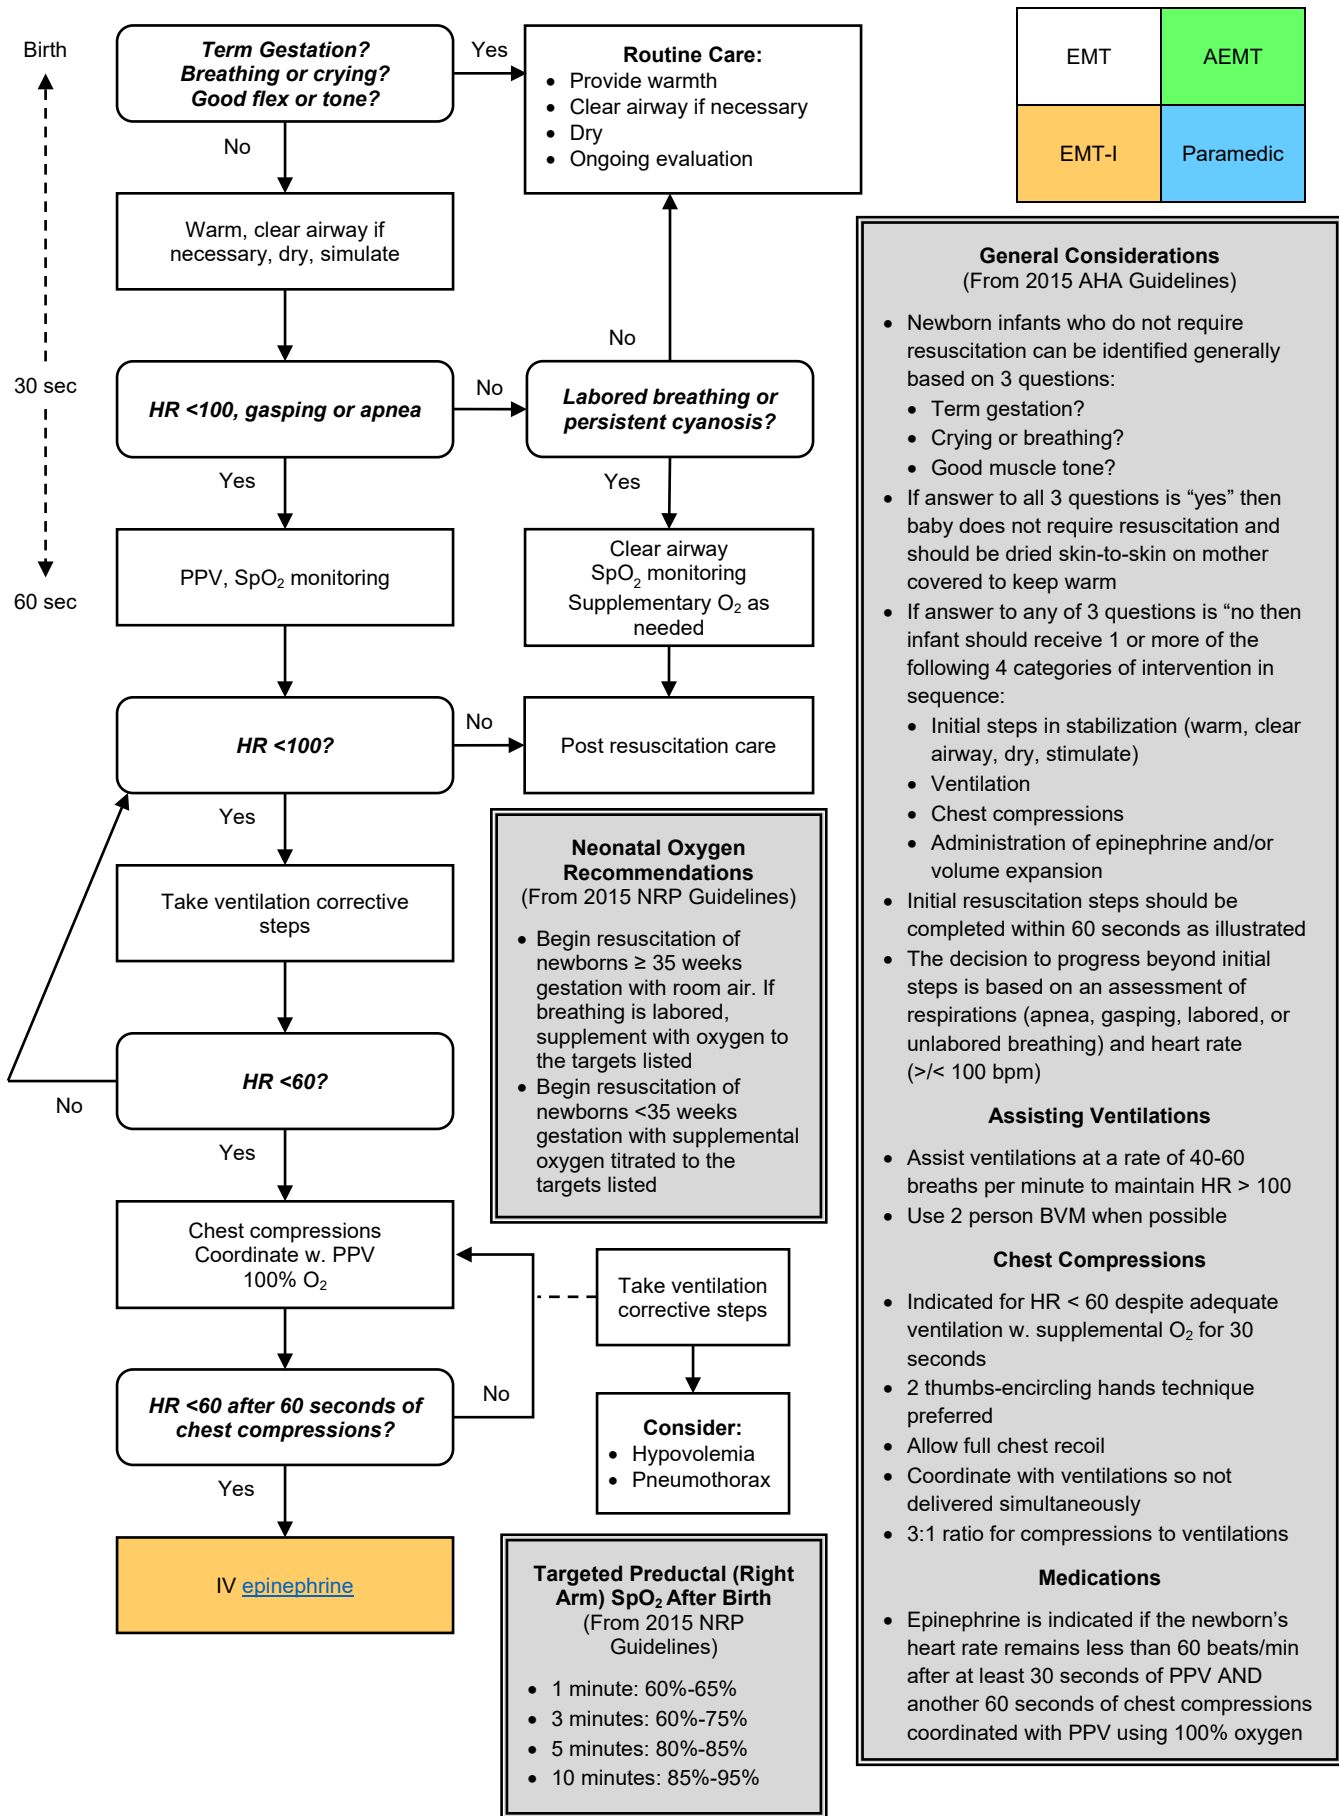 Birth
30 sec
60 sec
Term Gestation?
Breathing or crying?
Good flex or tone?
Yes
No
Routine Care:
• Provide warmth
• Clear airway if necessary
• Dry
• Ongoing evaluation
EMT
AEMT
EMT-I
Paramedic
Warm, clear airway if
necessary, dry, simulate
No
HR <100, gasping or apnea
No
Labored breathing or
persistent cyanosis?
Yes
Yes
PPV, SpO₂ monitoring
Clear airway
SpO₂ monitoring
Supplementary O₂ as
needed
HR <100?
No
Post resuscitation care
Yes
Take ventilation corrective
steps
HR <60?
No
Yes
Chest compressions
Coordinate w. PPV
100% O₂
Take ventilation
corrective steps
HR <60 after 60 seconds of
chest compressions?
No
Consider:
• Hypovolemia
• Pneumothorax
Yes
IV epinephrine
Neonatal Oxygen
Recommendations
(From 2015 NRP Guidelines)
• Begin resuscitation of
newborns ≥ 35 weeks
gestation with room air. If
breathing is labored,
supplement with oxygen to
the targets listed
• Begin resuscitation of
newborns <35 weeks
gestation with supplemental
oxygen titrated to the
targets listed
Targeted Preductal (Right
Arm) SpO₂ After Birth
(From 2015 NRP
Guidelines)
• 1 minute: 60%-65%
• 3 minutes: 60%-75%
• 5 minutes: 80%-85%
• 10 minutes: 85%-95%
General Considerations
(From 2015 AHA Guidelines)
• Newborn infants who do not require
resuscitation can be identified generally
based on 3 questions:
• Term gestation?
• Crying or breathing?
• Good muscle tone?
• If answer to all 3 questions is “yes” then
baby does not require resuscitation and
should be dried skin-to-skin on mother
covered to keep warm
• If answer to any of 3 questions is “no then
infant should receive 1 or more of the
following 4 categories of intervention in
sequence:
• Initial steps in stabilization (warm, clear
airway, dry, stimulate)
• Ventilation
• Chest compressions
• Administration of epinephrine and/or
volume expansion
• Initial resuscitation steps should be
completed within 60 seconds as illustrated
• The decision to progress beyond initial
steps is based on an assessment of
respirations (apnea, gasping, labored, or
unlabored breathing) and heart rate
(>/< 100 bpm)
Assisting Ventilations
• Assist ventilations at a rate of 40-60
breaths per minute to maintain HR > 100
• Use 2 person BVM when possible
Chest Compressions
• Indicated for HR < 60 despite adequate
ventilation w. supplemental O₂ for 30
seconds
• 2 thumbs-encircling hands technique
preferred
• Allow full chest recoil
• Coordinate with ventilations so not
delivered simultaneously
• 3:1 ratio for compressions to ventilations
Medications
• Epinephrine is indicated if the newborn’s
heart rate remains less than 60 beats/min
after at least 30 seconds of PPV AND
another 60 seconds of chest compressions
coordinated with PPV using 100% oxygen